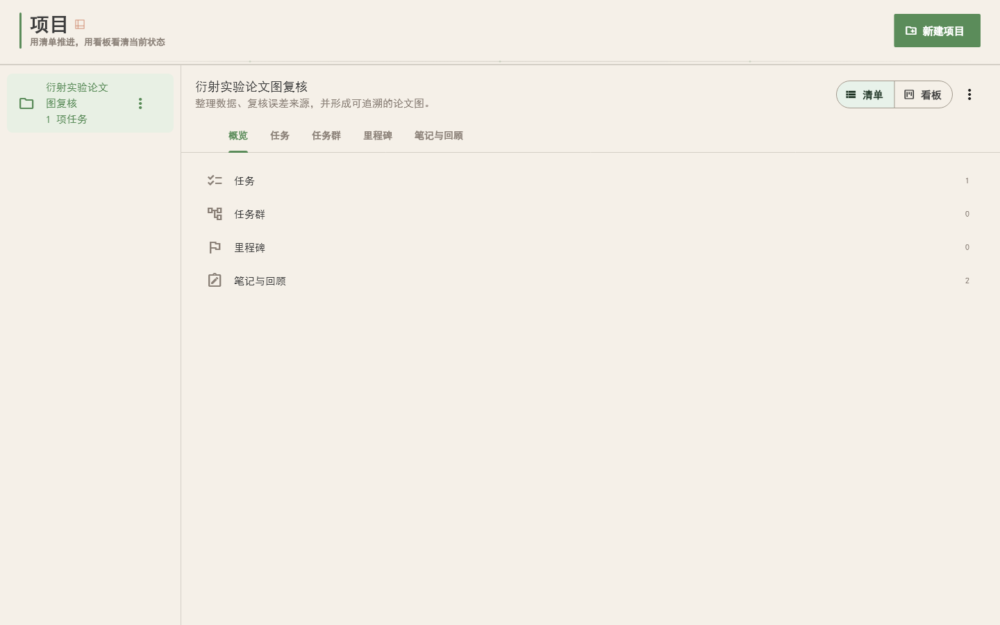 项目
用清单推进，用看板看清当前状态
新建项目
衍射实验论文
图复核
1 项任务
衍射实验论文图复核
整理数据、复核误差来源，并形成可追溯的论文图。
清单
看板
概览
任务
任务群
里程碑
笔记与回顾
任务 1
任务群 0
里程碑 0
笔记与回顾 2